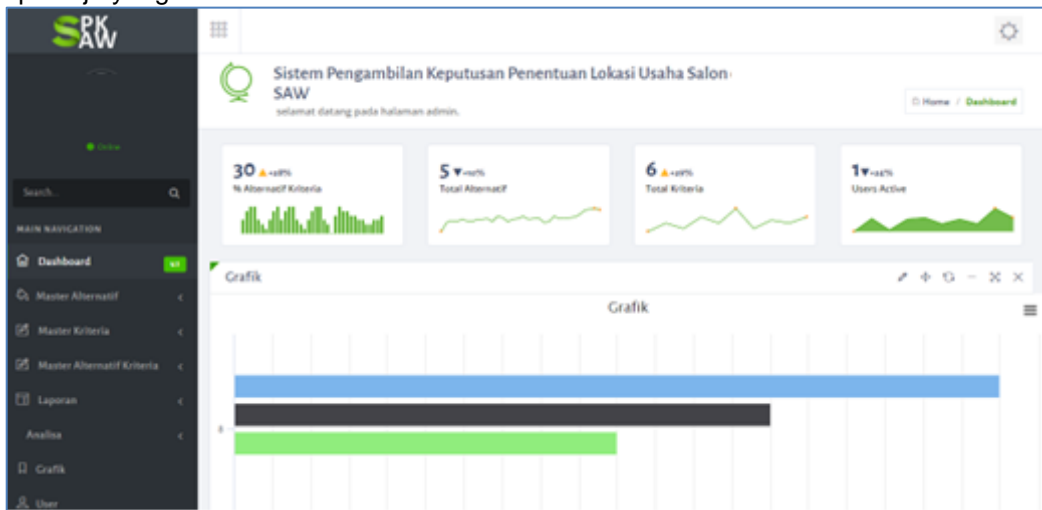 SPK
SAW
Sistem Pengambilan Keputusan Penentuan Lokasi Usaha Salon
SAW
selamat datang pada halaman admin.
Home / Dashboard
Online
Search..
MAIN NAVIGATION
Dashboard
Master Alternatif
Master Kriteria
Master Alternatif Kriteria
Laporan
Analisa
Grafik
User
30
% Alternatif Kriteria
5
Total Alternatif
6
Total Kriteria
1
Users Active
Grafik
Grafik